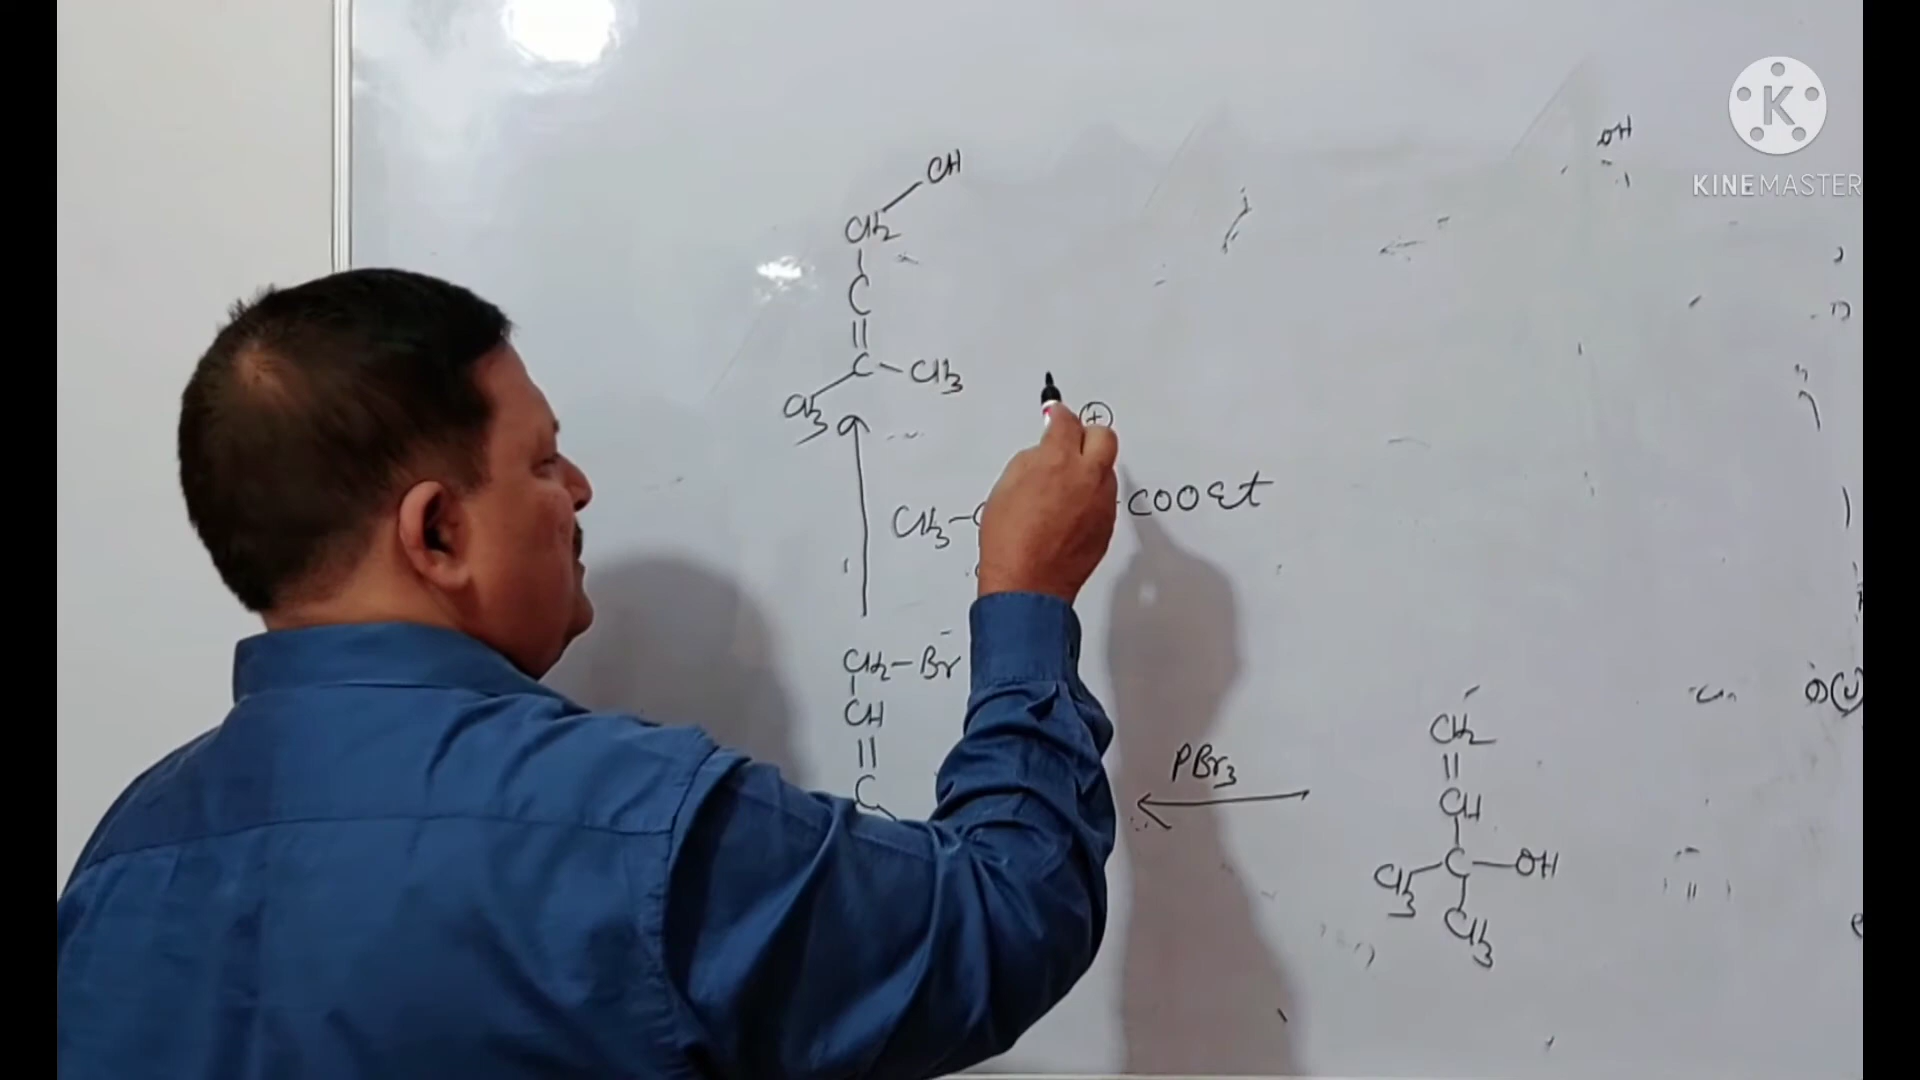 KINEMASTER
OH
CH
CH2
C
||
C-CH3
CH3
+
CH3-C
COOEt
CH2-Br
CH
||
C
PBr3
CH2
||
CH
CH3-C-OH
CH3